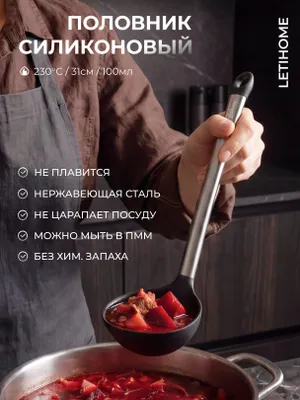 ПОЛОВНИК
СИЛИКОНОВЫЙ
230°C / 31см / 100мл
LETIHOME
НЕ ПЛАВИТСЯ
НЕРЖАВЕЮЩАЯ СТАЛЬ
НЕ ЦАРАПАЕТ ПОСУДУ
МОЖНО МЫТЬ В ПММ
БЕЗ ХИМ. ЗАПАХА